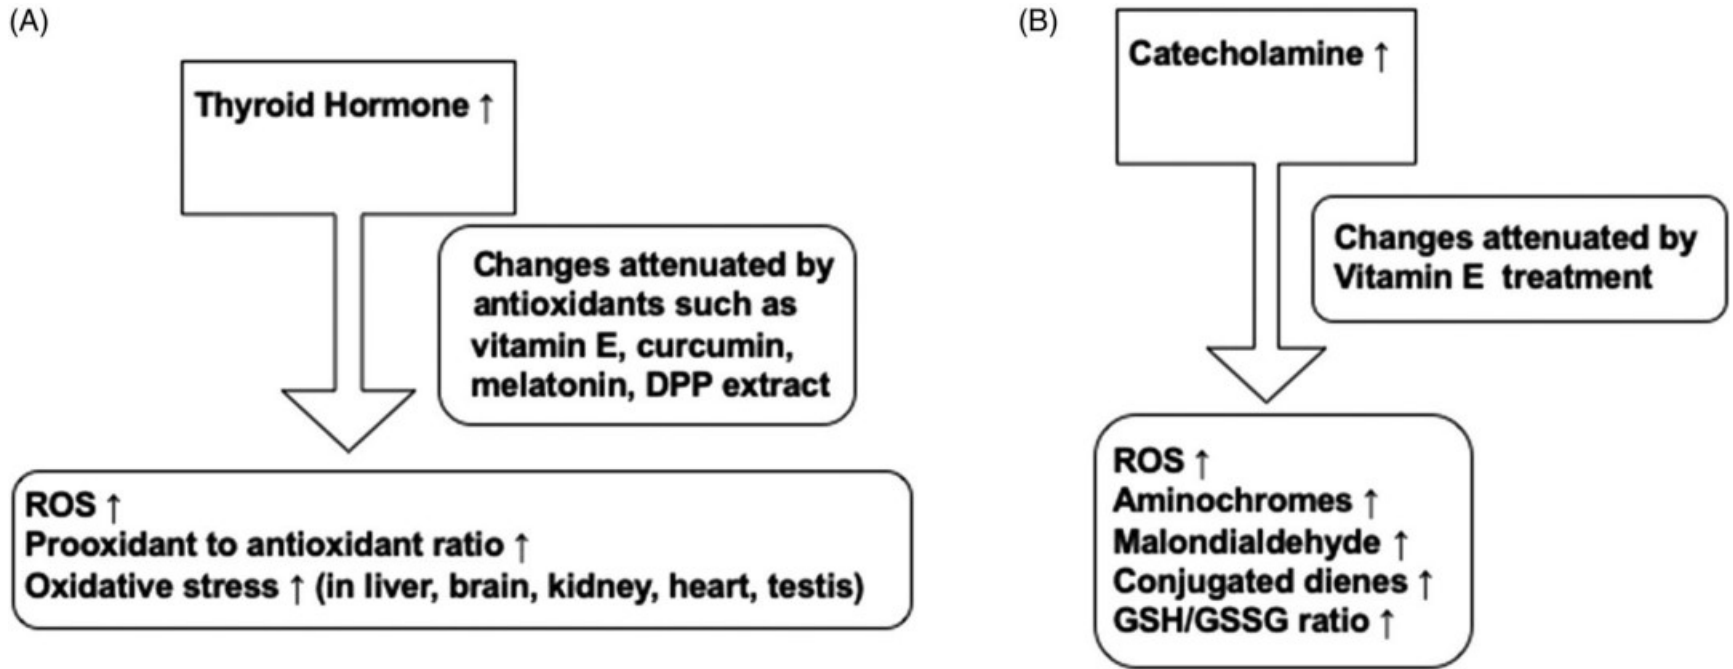 (A)
Thyroid Hormone ↑
Changes attenuated by
antioxidants such as
vitamin E, curcumin,
melatonin, DPP extract
ROS ↑
Prooxidant to antioxidant ratio ↑
Oxidative stress ↑ (in liver, brain, kidney, heart, testis)
(B)
Catecholamine ↑
Changes attenuated by
Vitamin E treatment
ROS ↑
Aminochromes ↑
Malondialdehyde ↑
Conjugated dienes ↑
GSH/GSSG ratio ↑